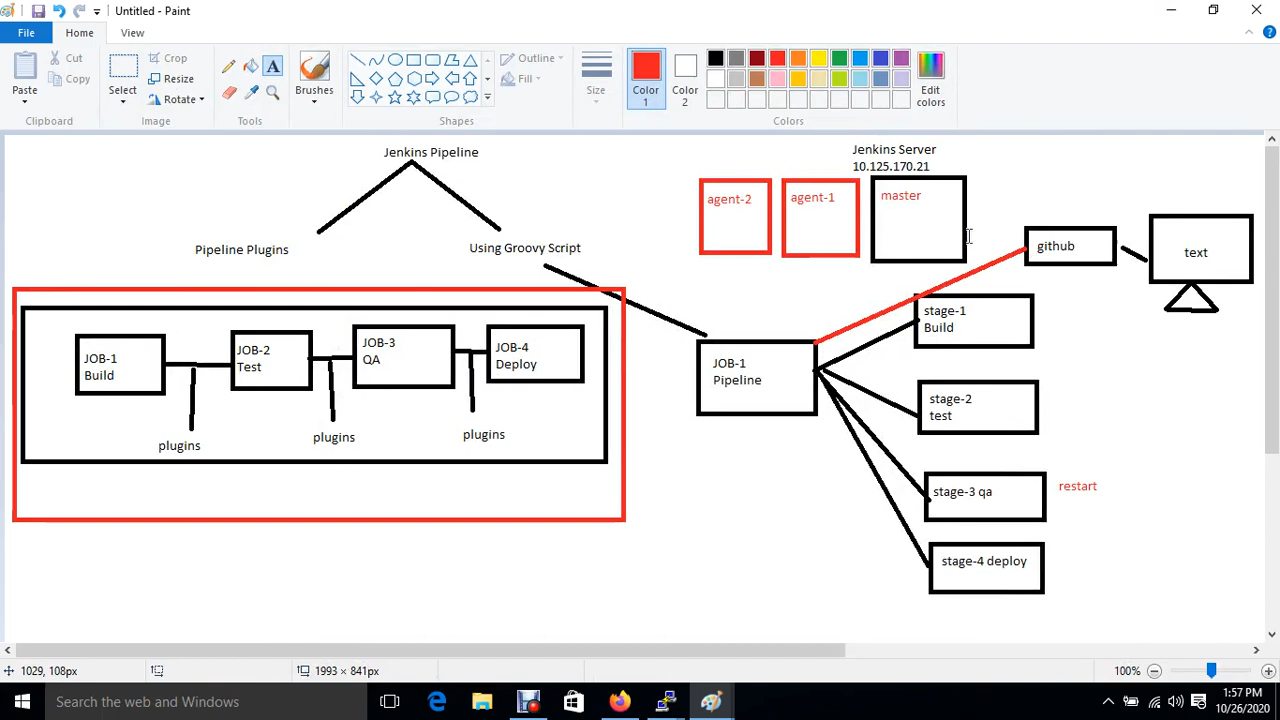 Untitled - Paint
File
Home
View
Paste
Cut
Copy
Clipboard
Select
Crop
Resize
Rotate
Image
Tools
Brushes
Shapes
Outline
Fill
Size
Color
1
Color
2
Edit
colors
Colors
Jenkins Pipeline
Pipeline Plugins
Using Groovy Script
Jenkins Server
10.125.170.21
agent-2
agent-1
master
github
text
JOB-1
Build
JOB-2
Test
JOB-3
QA
JOB-4
Deploy
plugins
plugins
plugins
JOB-1
Pipeline
stage-1
Build
stage-2
test
stage-3 qa
restart
stage-4 deploy
1029, 108px
1993 × 841px
100%
Search the web and Windows
1:57 PM
10/26/2020